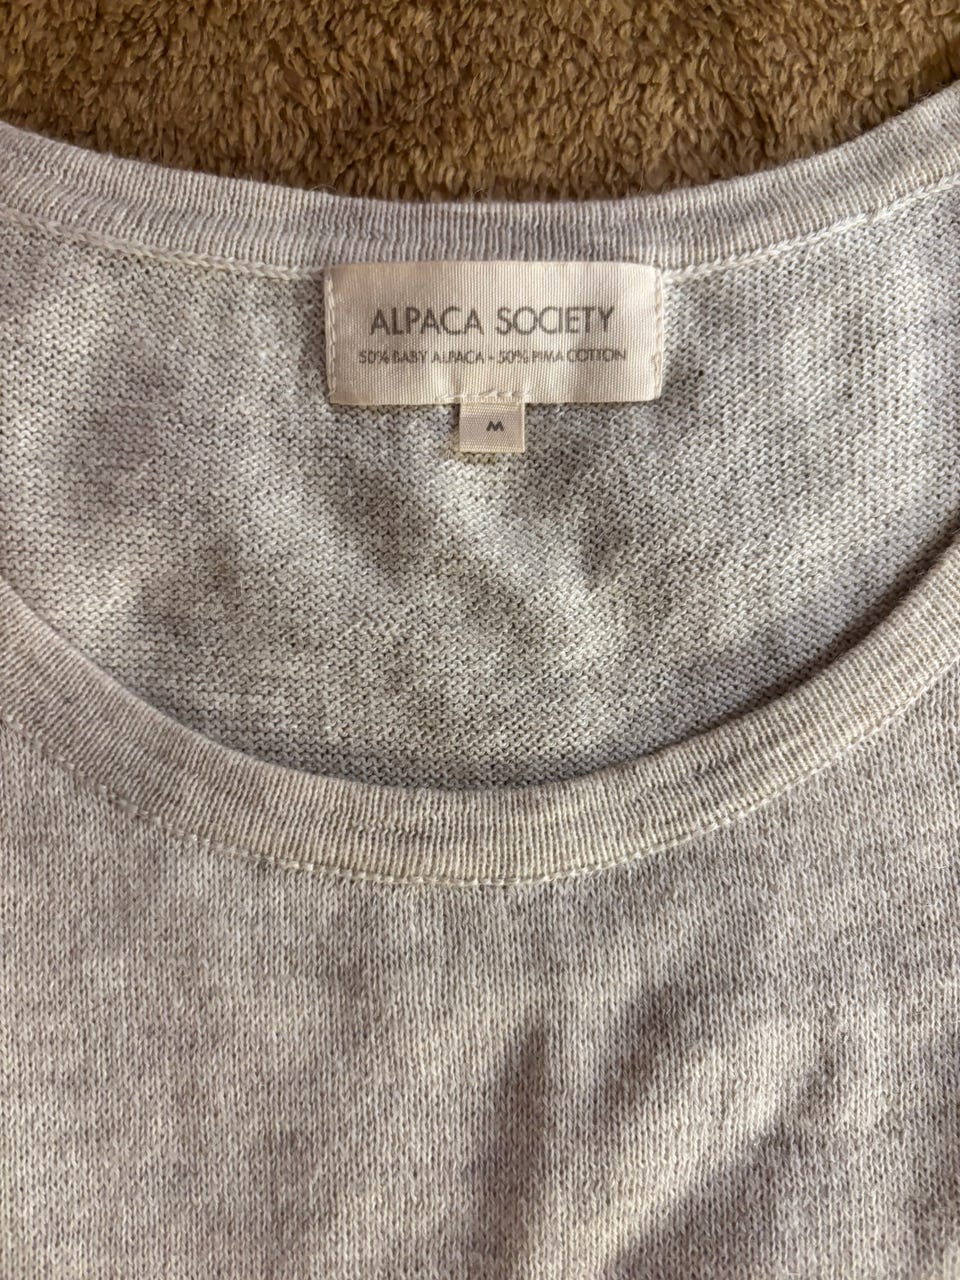 ALPACA SOCIETY
50% BABY ALPACA - 50% PIMA COTTON
M